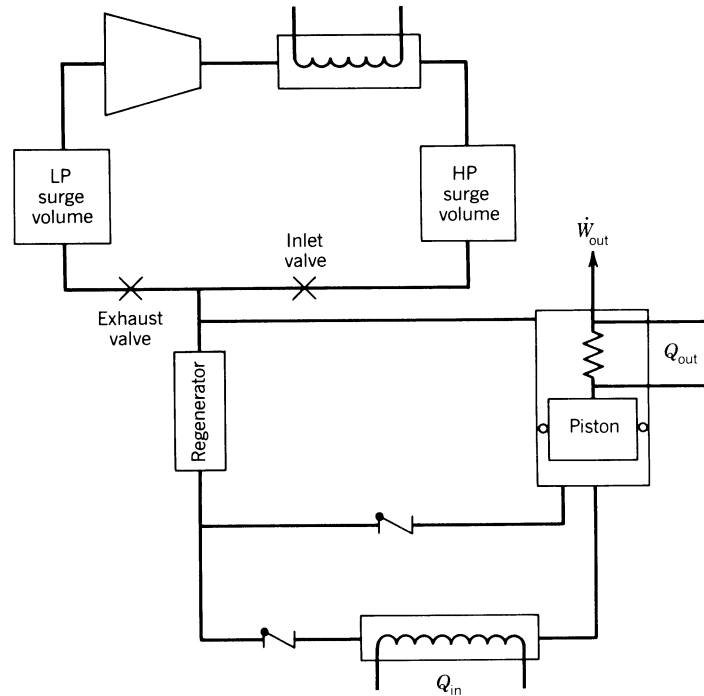 LP
surge
volume
HP
surge
volume
Inlet
valve
Exhaust
valve
Ẇout
Qout
Regenerator
Piston
Qin